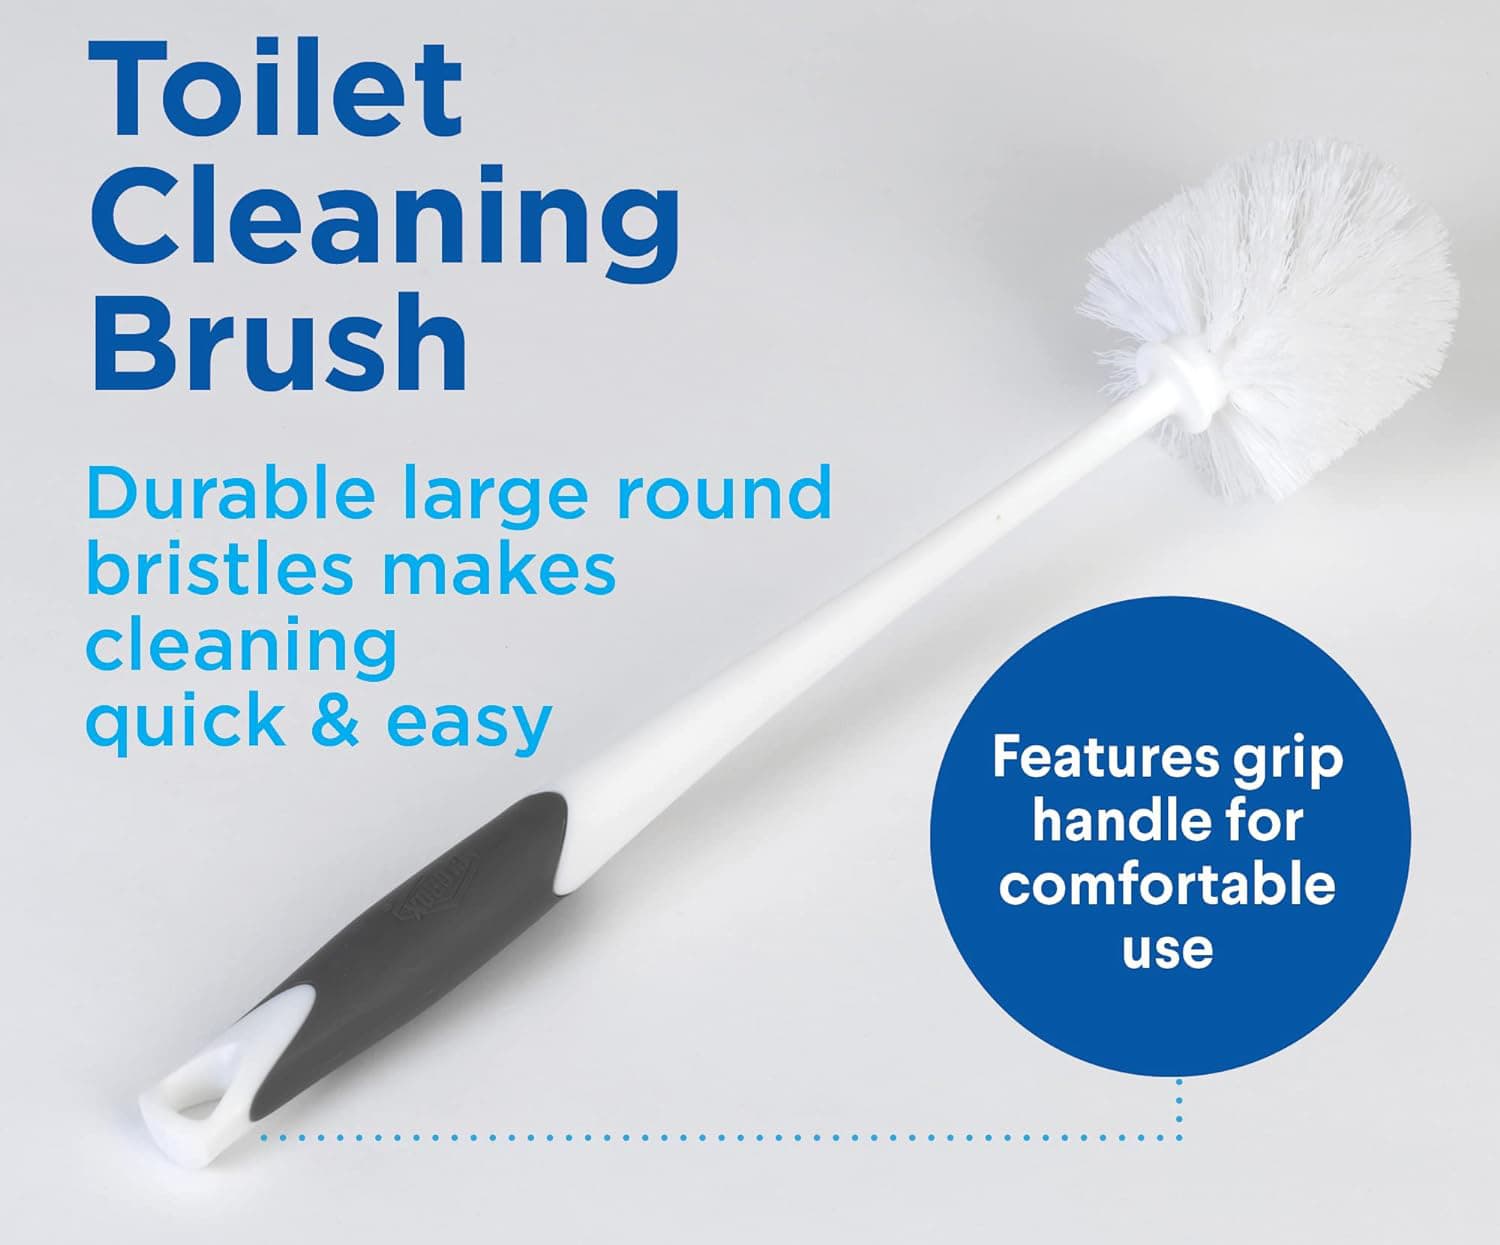 Toilet
Cleaning
Brush
Durable large round
bristles makes
cleaning
quick & easy
Features grip
handle for
comfortable
use